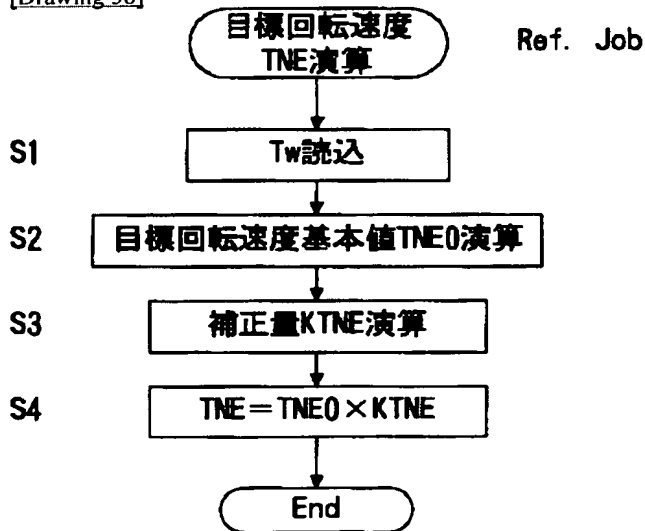 目標回転速度
TNE演算
Ref. Job
S1
Tw読込
S2
目標回転速度基本値TNE0演算
S3
補正量KTNE演算
S4
TNE=TNE0×KTNE
End